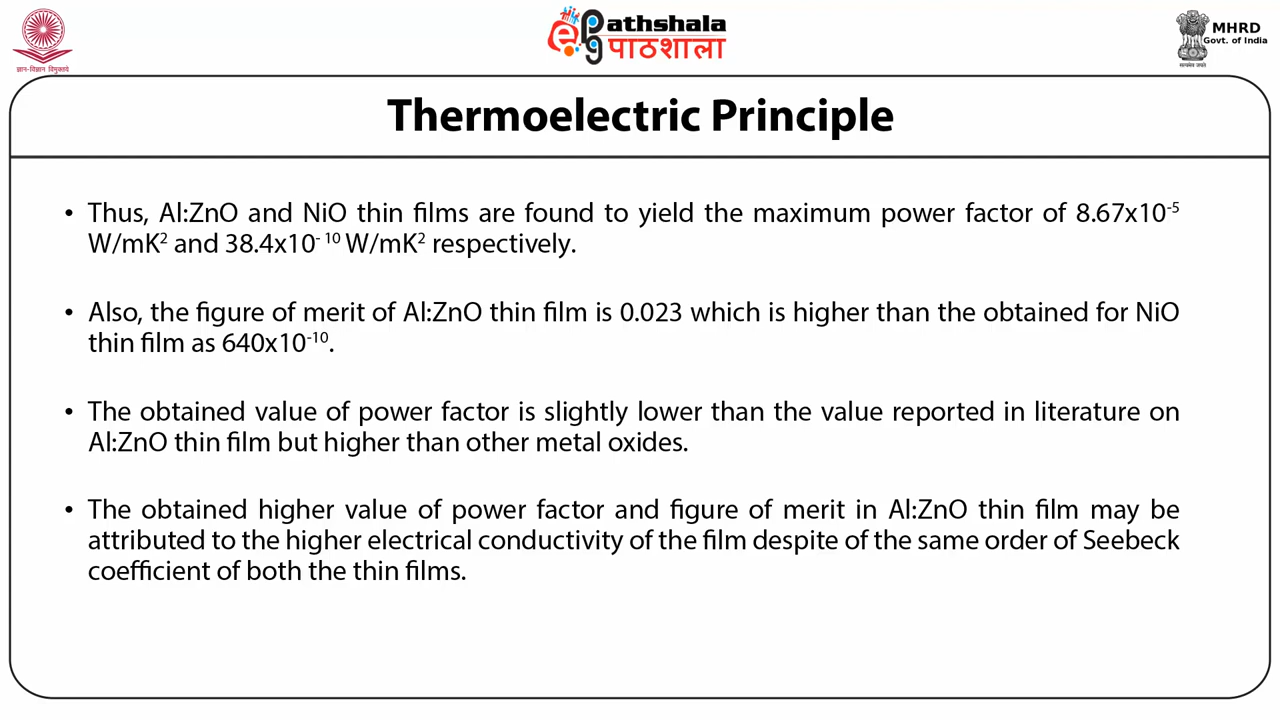 ज्ञान-विज्ञान विमुक्तये
ePathshala
पाठशाला
MHRD
Govt. of India
सत्यमेव जयते
Thermoelectric Principle
• Thus, Al:ZnO and NiO thin films are found to yield the maximum power factor of 8.67x10⁻⁵
W/mK² and 38.4x10⁻ ¹⁰ W/mK² respectively.
• Also, the figure of merit of Al:ZnO thin film is 0.023 which is higher than the obtained for NiO
thin film as 640x10⁻¹⁰.
• The obtained value of power factor is slightly lower than the value reported in literature on
Al:ZnO thin film but higher than other metal oxides.
• The obtained higher value of power factor and figure of merit in Al:ZnO thin film may be
attributed to the higher electrical conductivity of the film despite of the same order of Seebeck
coefficient of both the thin films.